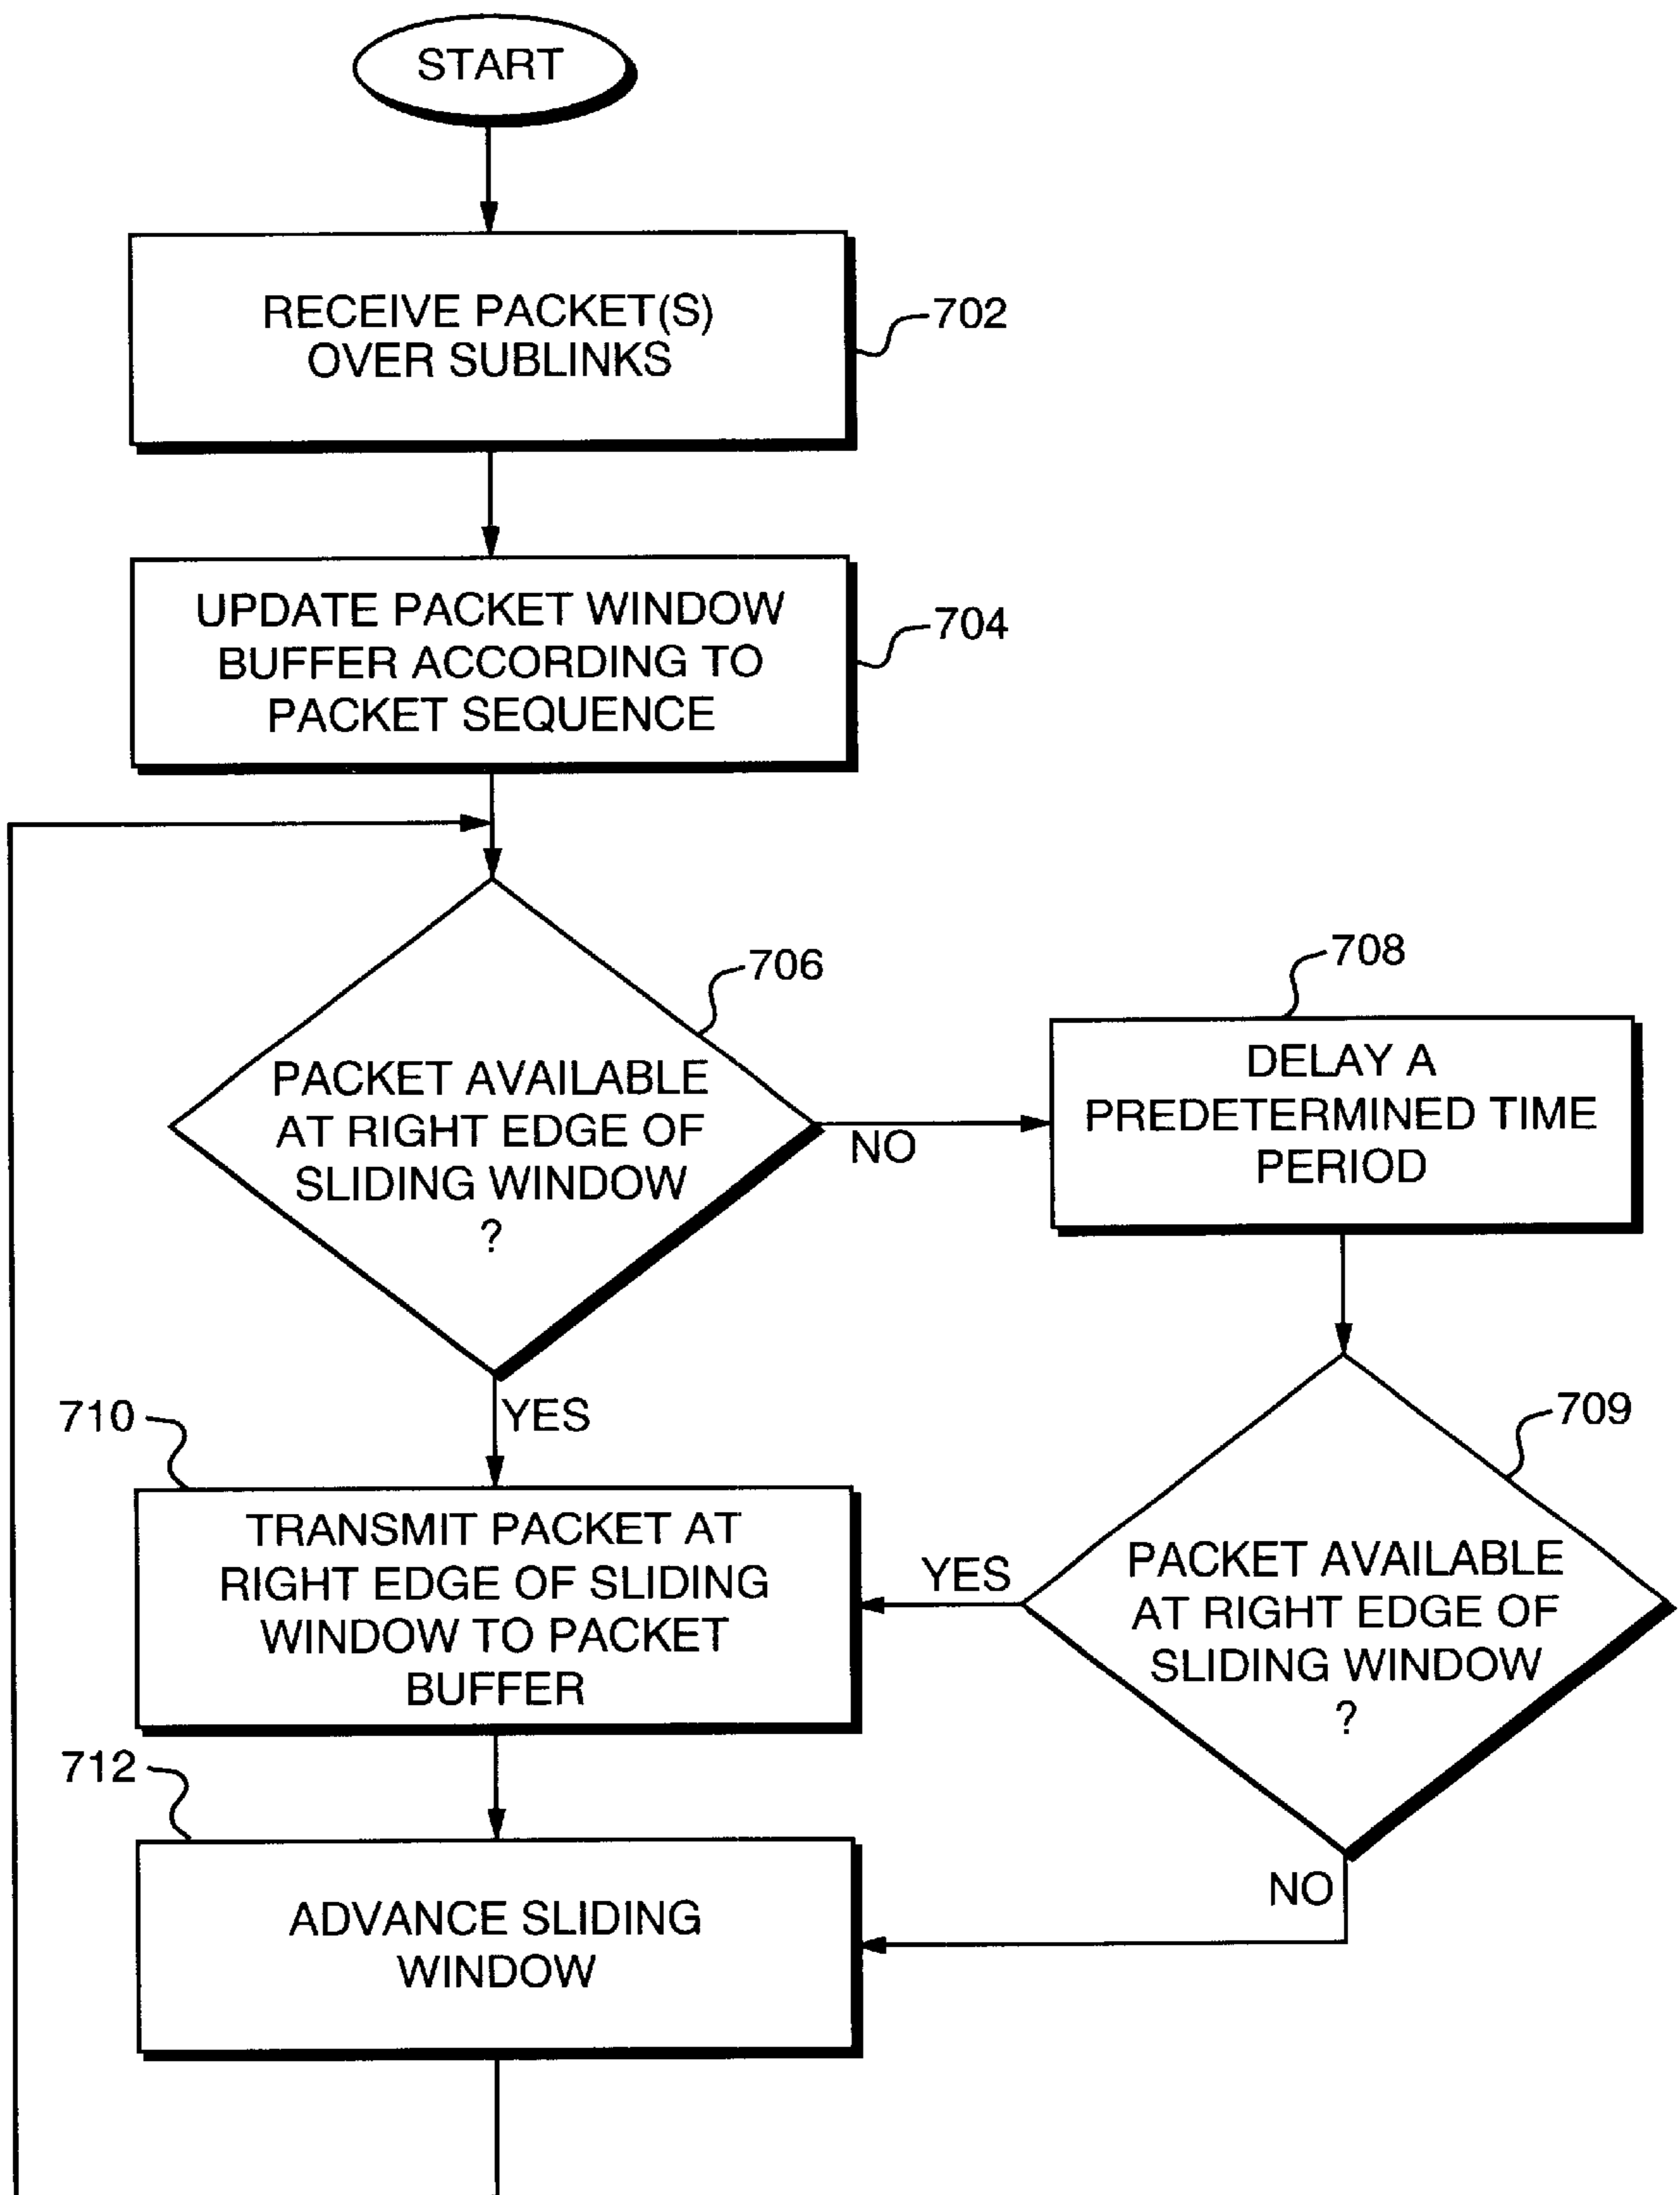 START
RECEIVE PACKET(S)
OVER SUBLINKS
702
UPDATE PACKET WINDOW
BUFFER ACCORDING TO
PACKET SEQUENCE
704
706
PACKET AVAILABLE
AT RIGHT EDGE OF
SLIDING WINDOW
?
NO
708
DELAY A
PREDETERMINED TIME
PERIOD
YES
710
TRANSMIT PACKET AT
RIGHT EDGE OF SLIDING
WINDOW TO PACKET
BUFFER
709
PACKET AVAILABLE
AT RIGHT EDGE OF
SLIDING WINDOW
?
YES
NO
712
ADVANCE SLIDING
WINDOW